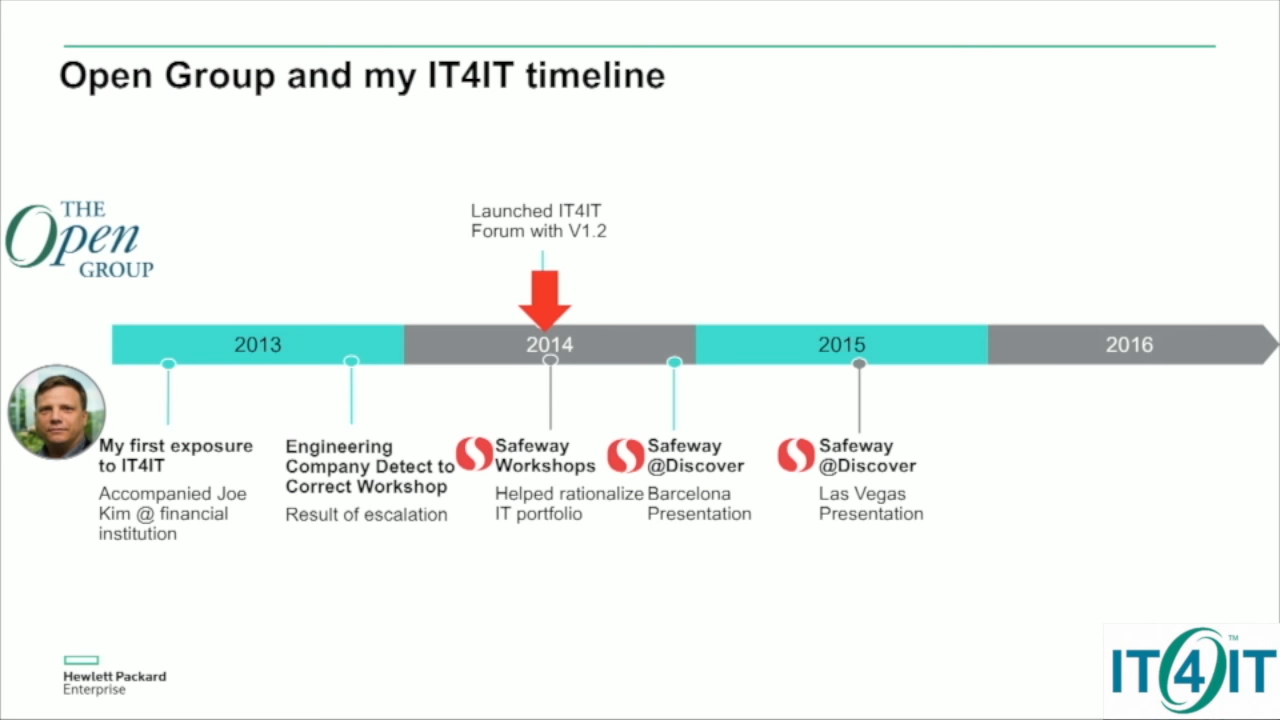 Open Group and my IT4IT timeline
THE
Open
GROUP
Launched IT4IT
Forum with V1.2
2013
2014
2015
2016
My first exposure
to IT4IT
Accompanied Joe
Kim @ financial
institution
Engineering
Company Detect to
Correct Workshop
Result of escalation
Safeway
Workshops
Helped rationalize
IT portfolio
Safeway
@Discover
Barcelona
Presentation
Safeway
@Discover
Las Vegas
Presentation
Hewlett Packard
Enterprise
IT4IT™